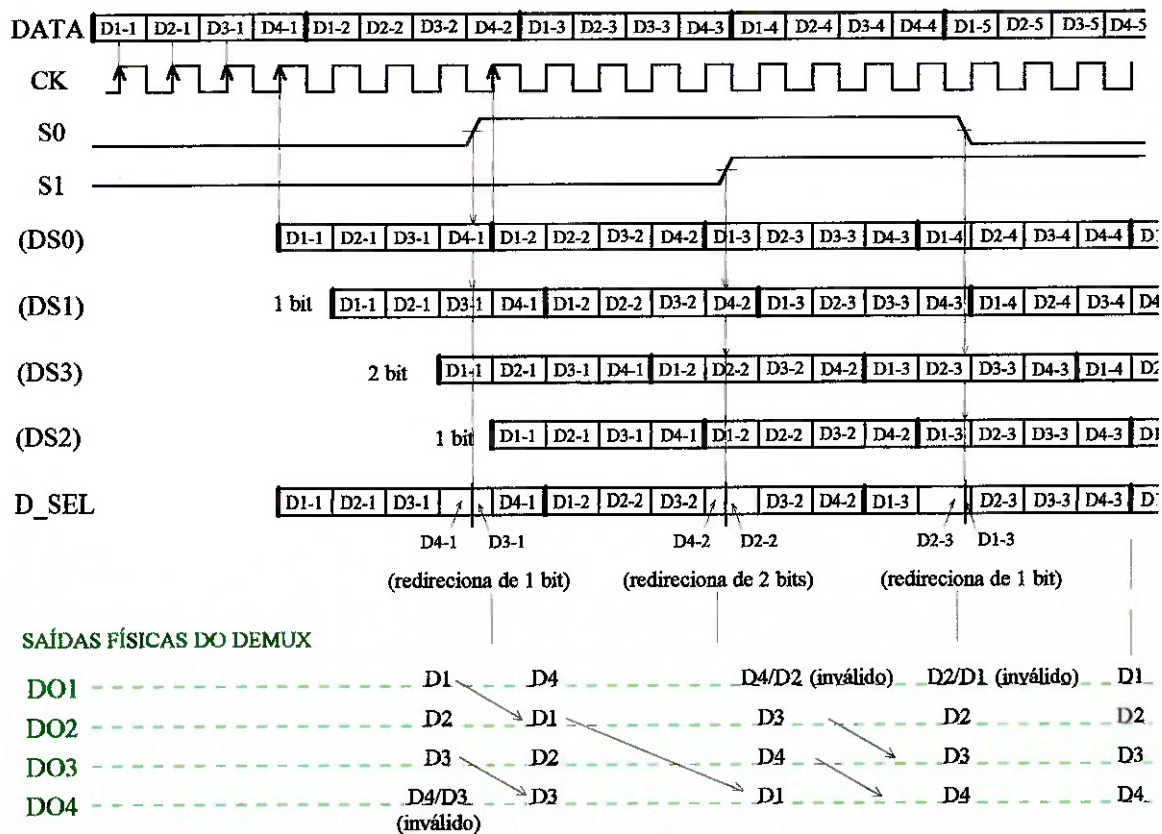 DATA D1-1 D2-1 D3-1 D4-1 D1-2 D2-2 D3-2 D4-2 D1-3 D2-3 D3-3 D4-3 D1-4 D2-4 D3-4 D4-4 D1-5 D2-5 D3-5 D4-5
CK
S0
S1
(DS0) D1-1 D2-1 D3-1 D4-1 D1-2 D2-2 D3-2 D4-2 D1-3 D2-3 D3-3 D4-3 D1-4 D2-4 D3-4 D4-4
(DS1) 1 bit D1-1 D2-1 D3-1 D4-1 D1-2 D2-2 D3-2 D4-2 D1-3 D2-3 D3-3 D4-3 D1-4 D2-4 D3-4
(DS3) 2 bit D1-1 D2-1 D3-1 D4-1 D1-2 D2-2 D3-2 D4-2 D1-3 D2-3 D3-3 D4-3 D1-4
(DS2) 1 bit D1-1 D2-1 D3-1 D4-1 D1-2 D2-2 D3-2 D4-2 D1-3 D2-3 D3-3 D4-3
D_SEL D1-1 D2-1 D3-1 D4-1 D1-2 D2-2 D3-2 D3-2 D4-2 D1-3 D2-3 D3-3 D4-3
D4-1 D3-1 D4-2 D2-2 D2-3 D1-3
(redireciona de 1 bit) (redireciona de 2 bits) (redireciona de 1 bit)
SAÍDAS FÍSICAS DO DEMUX
DO1 D1 D4 D4/D2 (inválido) D2/D1 (inválido) D1
DO2 D2 D1 D3 D2 D2
DO3 D3 D2 D4 D3 D3
DO4 D4/D3 D3 D1 D4 D4
(inválido)